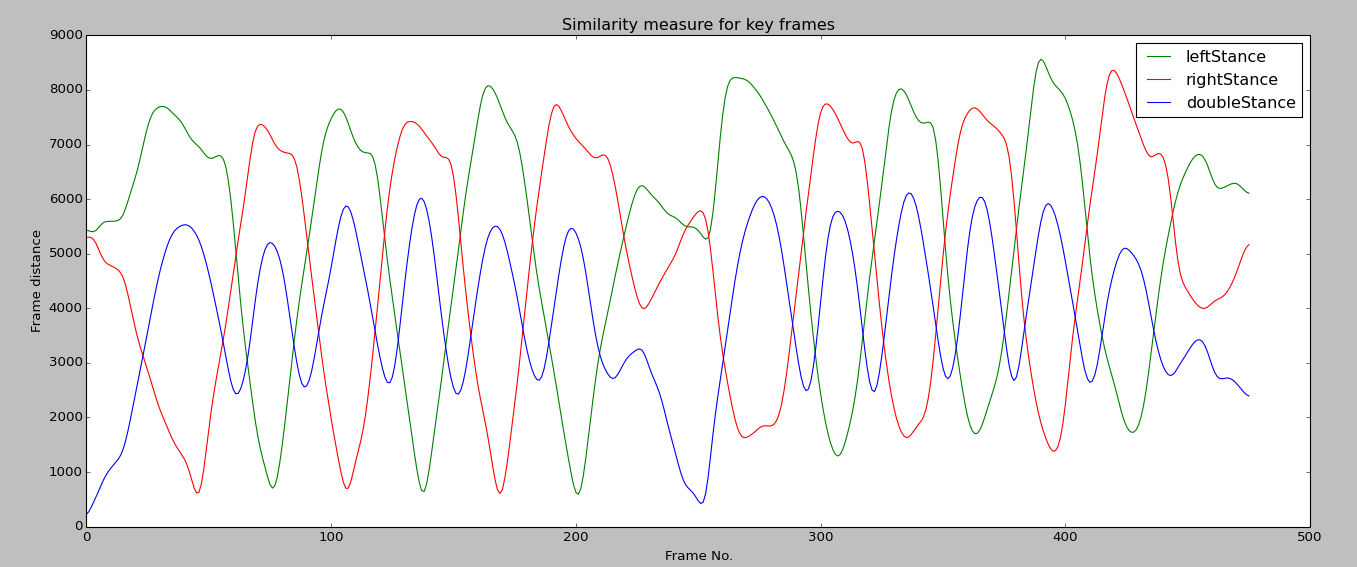 Similarity measure for key frames
9000
8000
7000
6000
5000
4000
3000
2000
1000
0
Frame distance
leftStance
rightStance
doubleStance
0 100 200 300 400 500
Frame No.